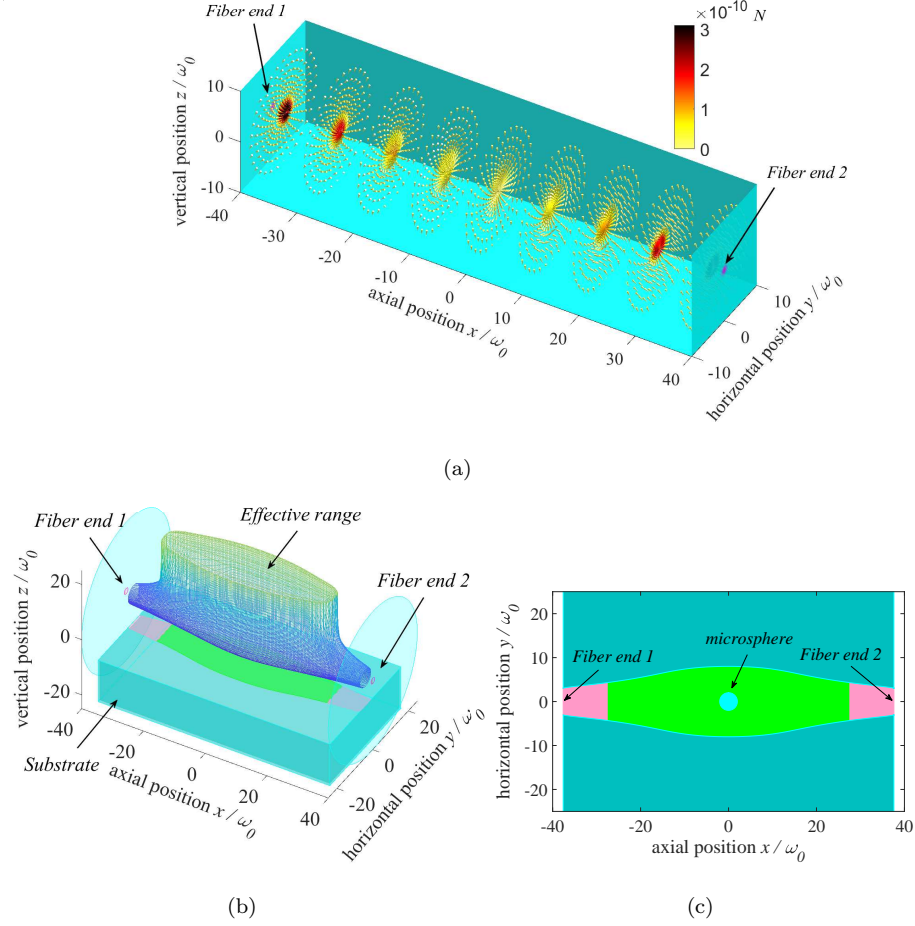 Fiber end 1
×10⁻¹⁰ N
3
2
1
0
Fiber end 2
vertical position z / ω₀
10
0
-10
-40
-30
-20
-10
0
10
20
30
40
axial position x / ω₀
-10
0
10
horizontal position y / ω₀
(a)
Fiber end 1
Effective range
Fiber end 2
vertical position z / ω₀
20
0
-20
-40
-20
0
20
40
Substrate
axial position x / ω₀
-20
0
20
horizontal position y / ω₀
(b)
horizontal position y / ω₀
20
10
0
-10
-20
microsphere
Fiber end 1
Fiber end 2
-40
-20
0
20
40
axial position x / ω₀
(c)